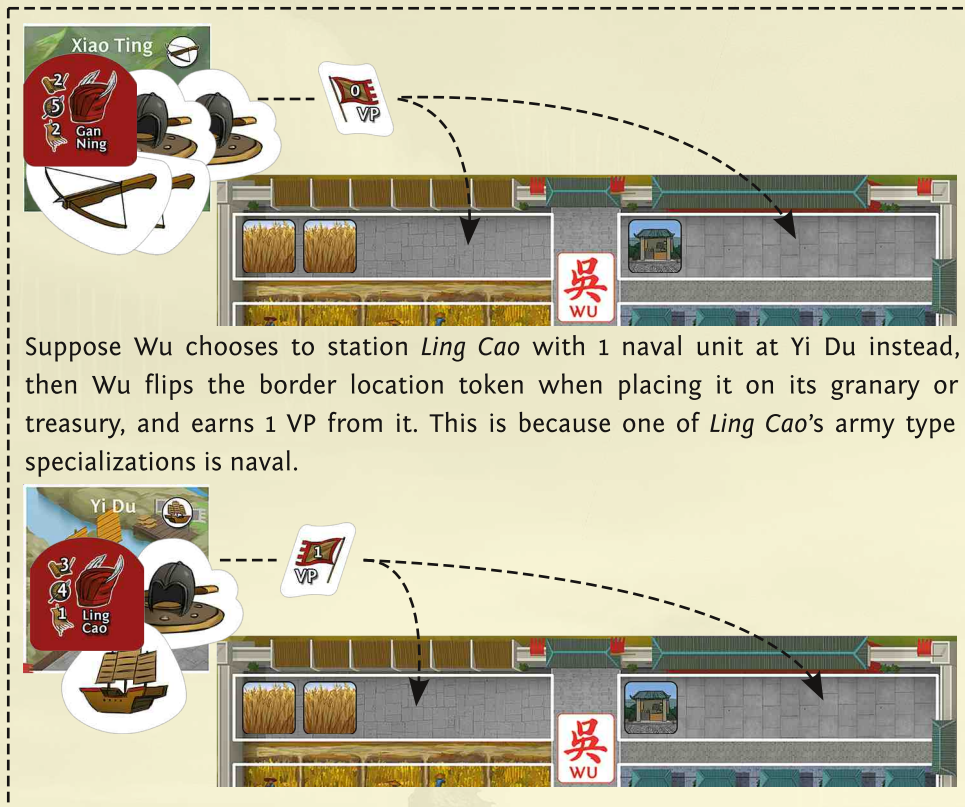 Xiao Ting
2
5
2
Gan
Ning
0
VP
吳
WU
Suppose Wu chooses to station Ling Cao with 1 naval unit at Yi Du instead,
then Wu flips the border location token when placing it on its granary or
treasury, and earns 1 VP from it. This is because one of Ling Cao's army type
specializations is naval.
Yi Du
3
4
1
Ling
Cao
1
VP
吳
WU